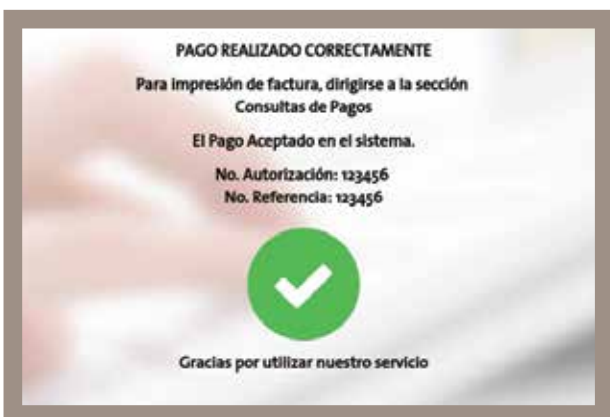 PAGO REALIZADO CORRECTAMENTE
Para impresión de factura, dirigirse a la sección
Consultas de Pagos
El Pago Aceptado en el sistema.
No. Autorización: 123456
No. Referencia: 123456
Gracias por utilizar nuestro servicio